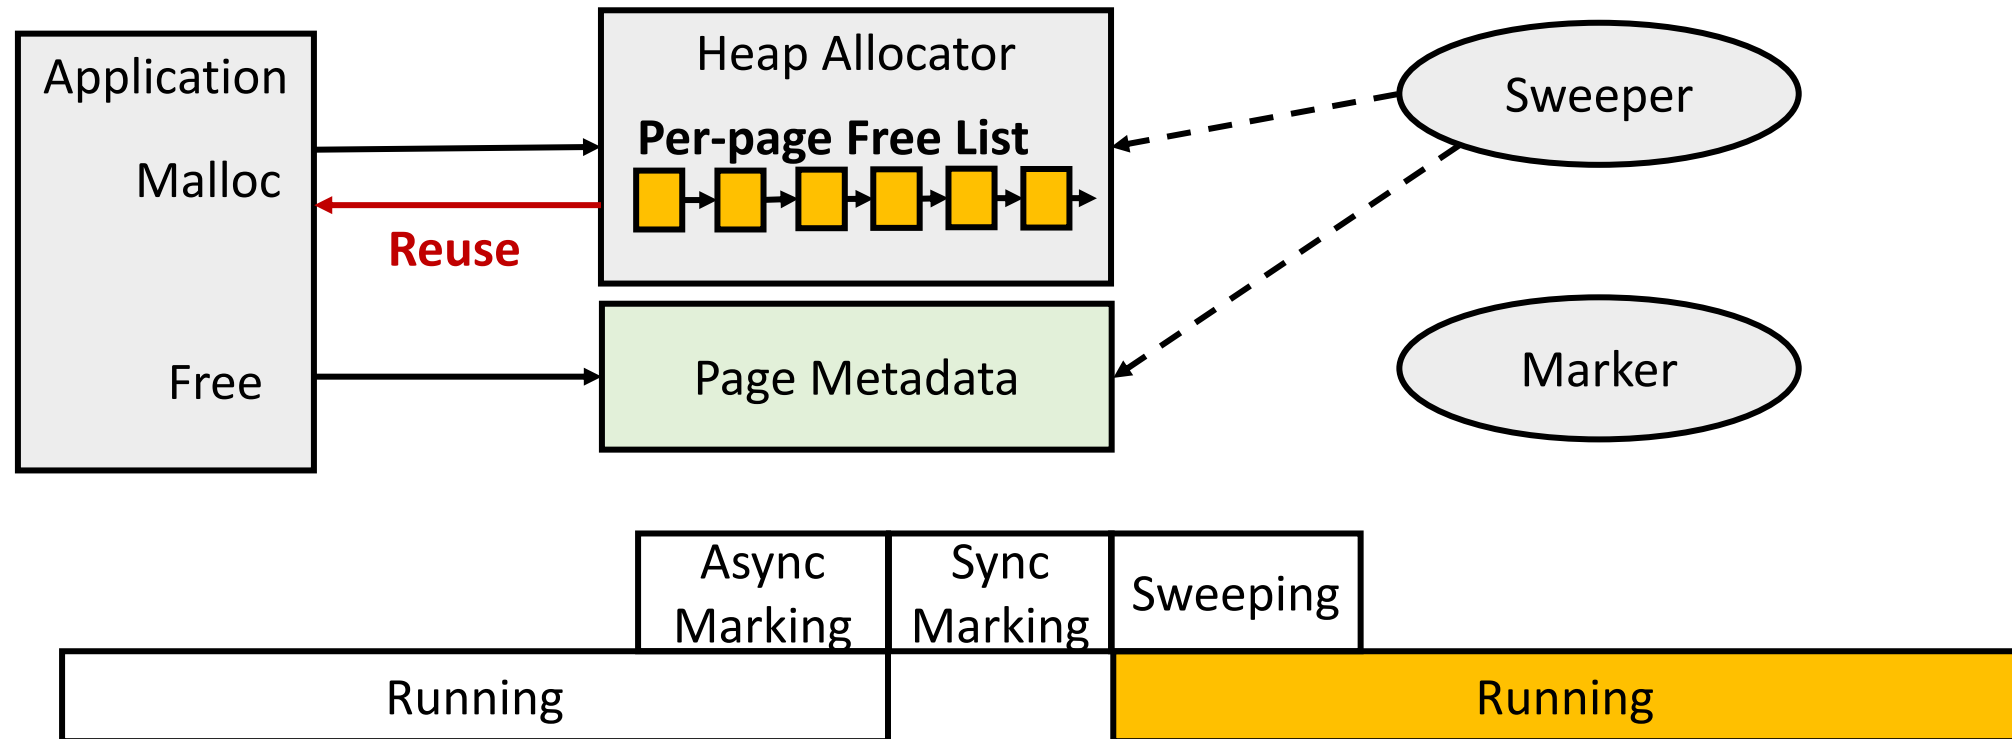 Application
Malloc
Free
Reuse
Heap Allocator
Per-page Free List
Page Metadata
Sweeper
Marker
Async
Marking
Sync
Marking
Sweeping
Running
Running